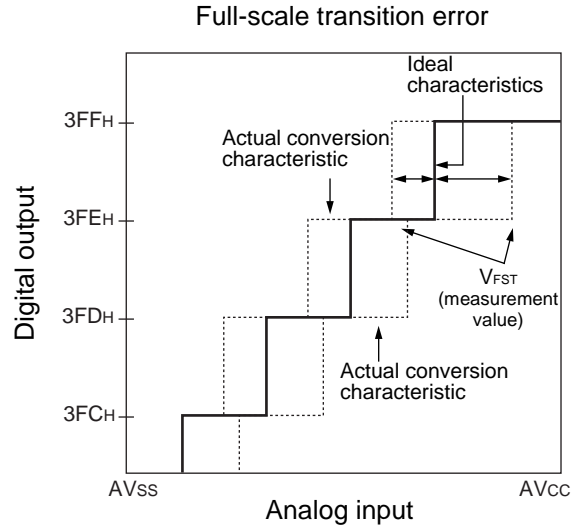 Full-scale transition error
Ideal
characteristics
3FFH
Actual conversion
characteristic
3FEH
VFST
(measurement
value)
Digital output
3FDH
Actual conversion
characteristic
3FCH
AVSS
AVCC
Analog input